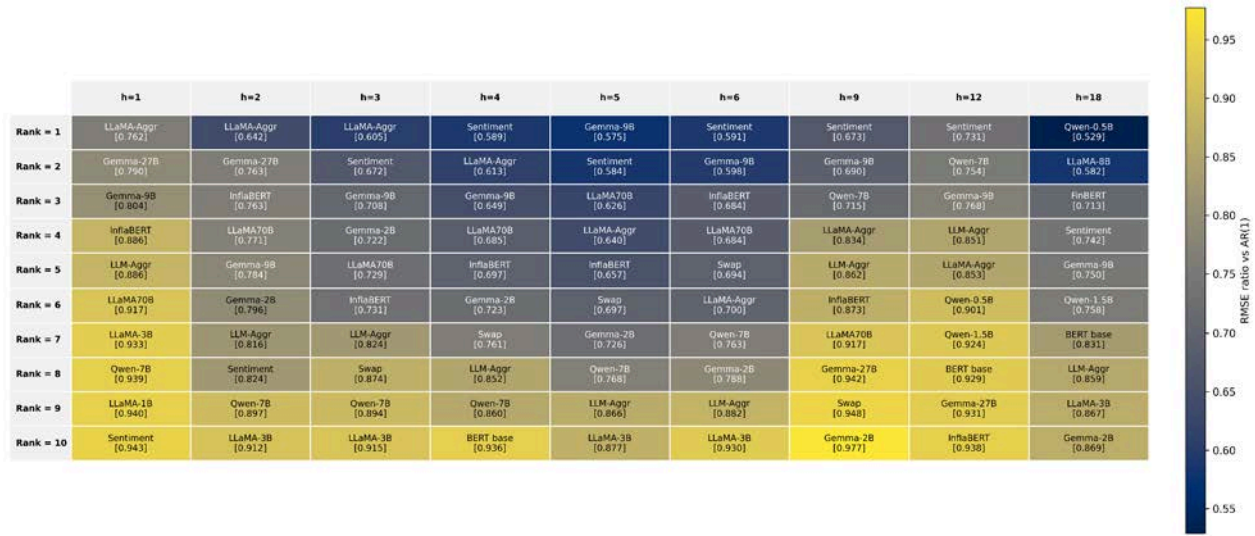 h=1 h=2 h=3 h=4 h=5 h=6 h=9 h=12 h=18
Rank = 1 LLaMA-Aggr LLaMA-Aggr LLaMA-Aggr Sentiment Gemma-9B Sentiment Sentiment Sentiment Qwen-0.5B
[0.762] [0.642] [0.605] [0.589] [0.575] [0.591] [0.673] [0.731] [0.529]
Rank = 2 Gemma-27B Gemma-27B Sentiment LLaMA-Aggr Sentiment Gemma-9B Gemma-9B Qwen-7B LLaMA-8B
[0.790] [0.763] [0.672] [0.613] [0.584] [0.598] [0.690] [0.754] [0.582]
Rank = 3 Gemma-9B InflaBERT Gemma-9B Gemma-9B LLaMA70B InflaBERT Qwen-7B Gemma-9B FinBERT
[0.804] [0.763] [0.708] [0.649] [0.626] [0.684] [0.715] [0.768] [0.713]
Rank = 4 InflaBERT LLaMA70B Gemma-2B LLaMA70B LLaMA-Aggr LLaMA70B LLaMA-Aggr LLM-Aggr Sentiment
[0.886] [0.771] [0.722] [0.685] [0.640] [0.684] [0.834] [0.851] [0.742]
Rank = 5 LLM-Aggr Gemma-9B LLaMA70B InflaBERT InflaBERT Swap LLM-Aggr LLaMA-Aggr Gemma-9B
[0.886] [0.784] [0.729] [0.697] [0.657] [0.694] [0.862] [0.853] [0.750]
Rank = 6 LLaMA70B Gemma-2B InflaBERT Gemma-2B Swap LLaMA-Aggr InflaBERT Qwen-0.5B Qwen-1.5B
[0.917] [0.796] [0.731] [0.723] [0.697] [0.700] [0.873] [0.901] [0.758]
Rank = 7 LLaMA-3B LLM-Aggr LLM-Aggr Swap Gemma-2B Qwen-7B LLaMA70B Qwen-1.5B BERT base
[0.933] [0.816] [0.824] [0.761] [0.726] [0.763] [0.917] [0.924] [0.831]
Rank = 8 Qwen-7B Sentiment Swap LLM-Aggr Qwen-7B Gemma-2B Gemma-27B BERT base LLM-Aggr
[0.939] [0.824] [0.874] [0.852] [0.768] [0.788] [0.942] [0.929] [0.859]
Rank = 9 LLaMA-1B Qwen-7B Qwen-7B Qwen-7B LLM-Aggr LLM-Aggr Swap Gemma-27B LLaMA-3B
[0.940] [0.897] [0.894] [0.860] [0.866] [0.882] [0.948] [0.931] [0.867]
Rank = 10 Sentiment LLaMA-3B LLaMA-3B BERT base LLaMA-3B LLaMA-3B Gemma-2B InflaBERT Gemma-2B
[0.943] [0.912] [0.915] [0.936] [0.877] [0.930] [0.977] [0.938] [0.869]
0.95
0.90
0.85
0.80
0.75
0.70
0.65
0.60
0.55
RMSE ratio vs AR(1)